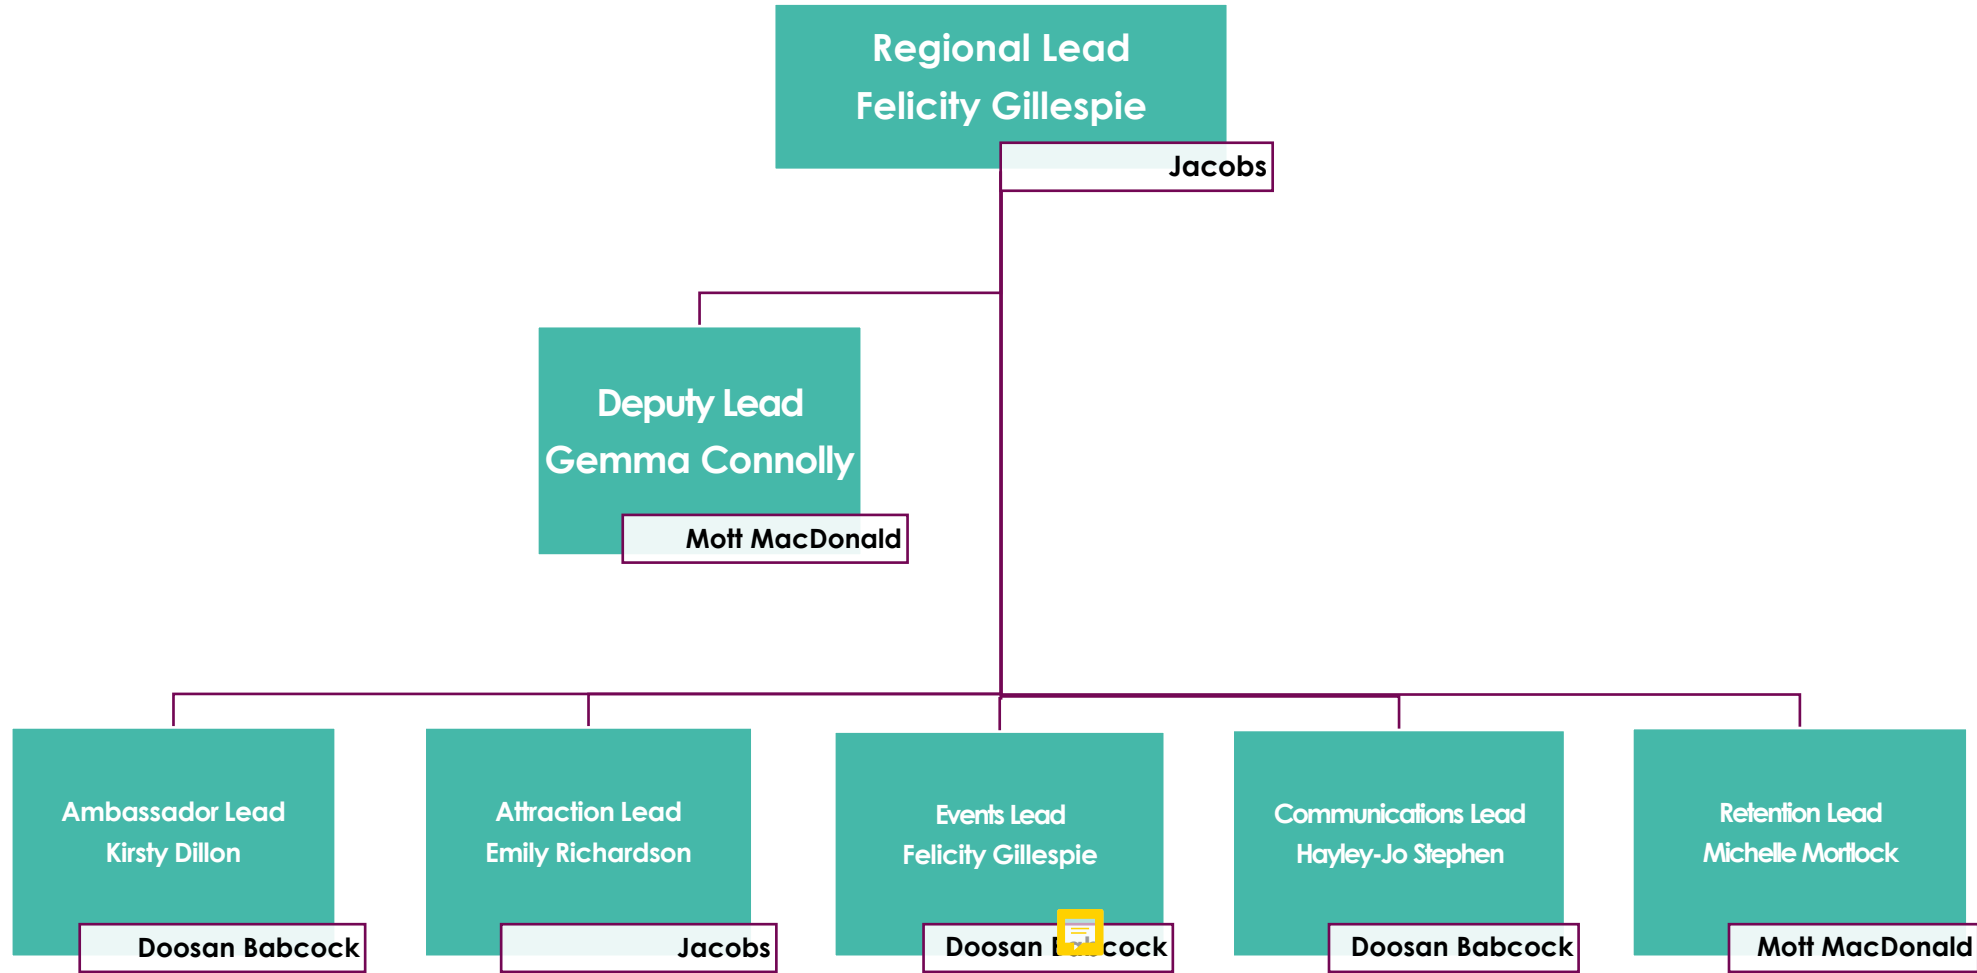 Regional Lead
Felicity Gillespie
Jacobs
Deputy Lead
Gemma Connolly
Mott MacDonald
Ambassador Lead
Kirsty Dillon
Doosan Babcock
Attraction Lead
Emily Richardson
Jacobs
Events Lead
Felicity Gillespie
Doosan Babcock
Communications Lead
Hayley-Jo Stephen
Doosan Babcock
Retention Lead
Michelle Mortlock
Mott MacDonald